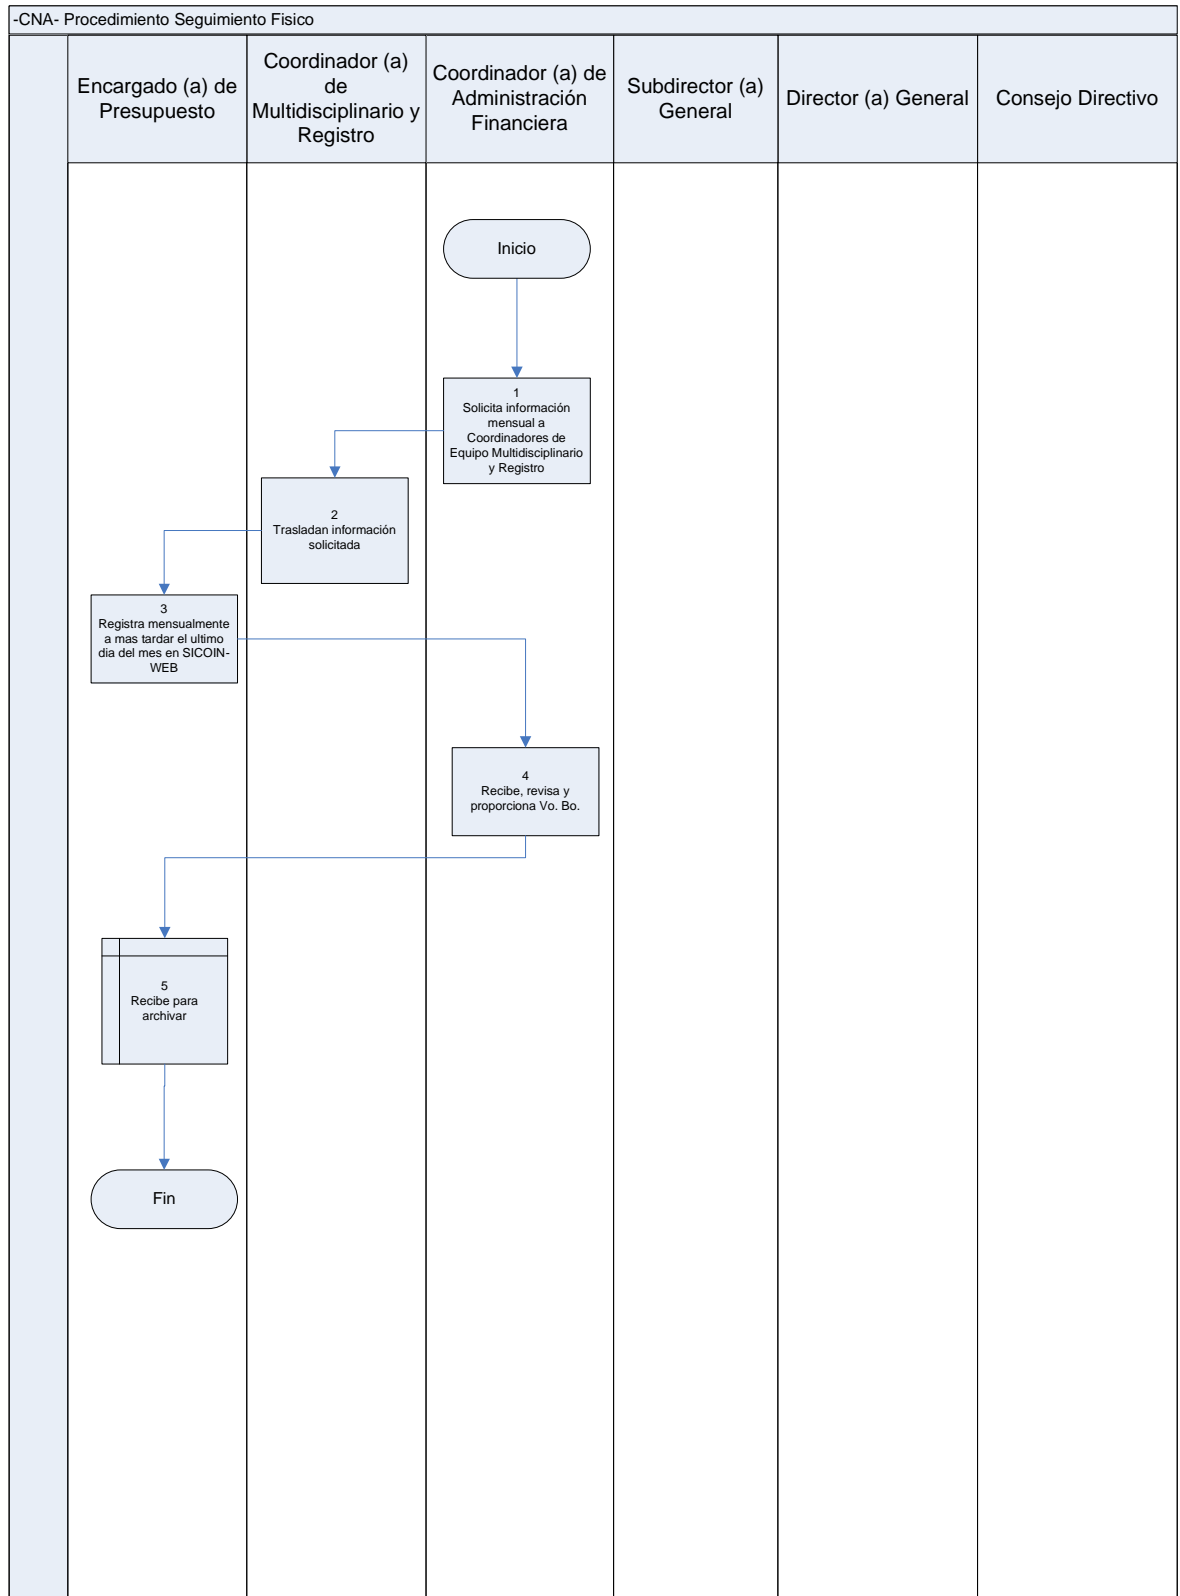 -CNA- Procedimiento Seguimiento Fisico
Encargado (a) de
Presupuesto
Coordinador (a)
de
Multidisciplinario y
Registro
Coordinador (a) de
Administración
Financiera
Subdirector (a)
General
Director (a) General
Consejo Directivo
Inicio
1
Solicita información
mensual a
Coordinadores de
Equipo Multidisciplinario
y Registro
2
Trasladan información
solicitada
3
Registra mensualmente
a mas tardar el ultimo
dia del mes en SICOIN-
WEB
4
Recibe, revisa y
proporciona Vo. Bo.
5
Recibe para
archivar
Fin